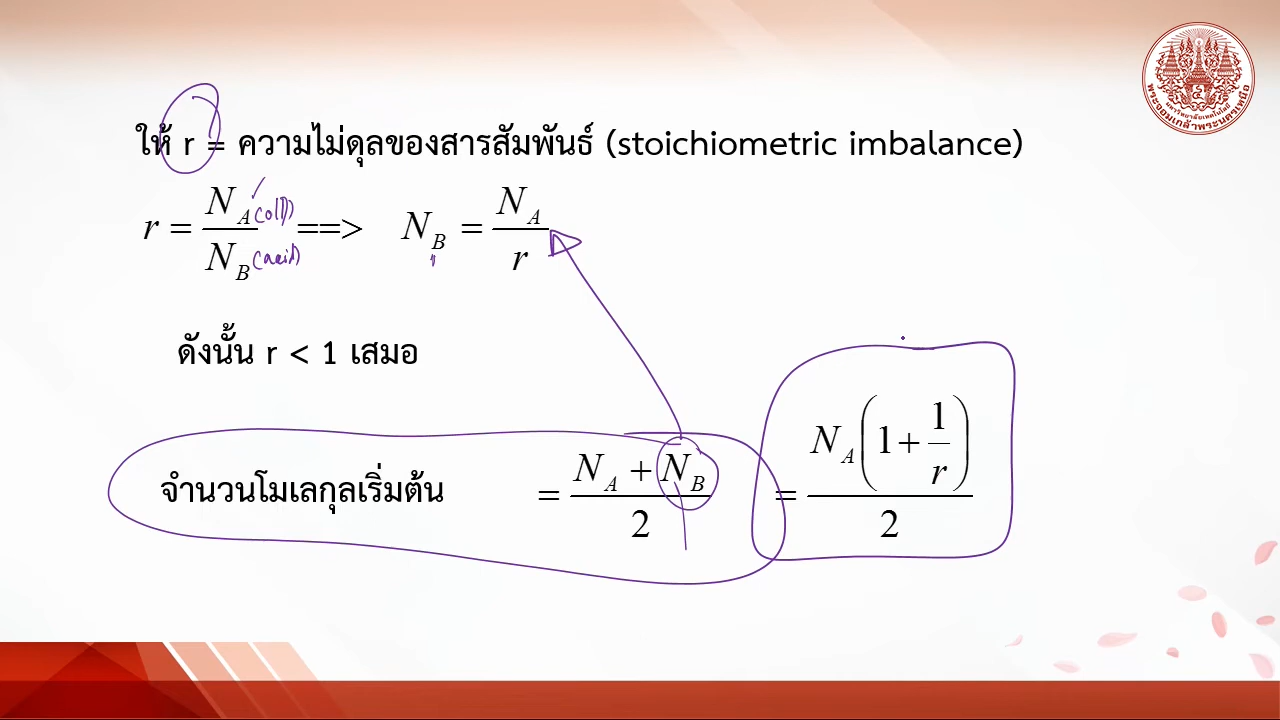 ให้ r = ความไม่ดุลของสารสัมพันธ์ (stoichiometric imbalance)
r = N_A / N_B ==> N_B = N_A / r
(acid)
ดังนั้น r < 1 เสมอ
จำนวนโมเลกุลเริ่มต้น = (N_A + N_B) / 2 = N_A (1 + 1/r) / 2